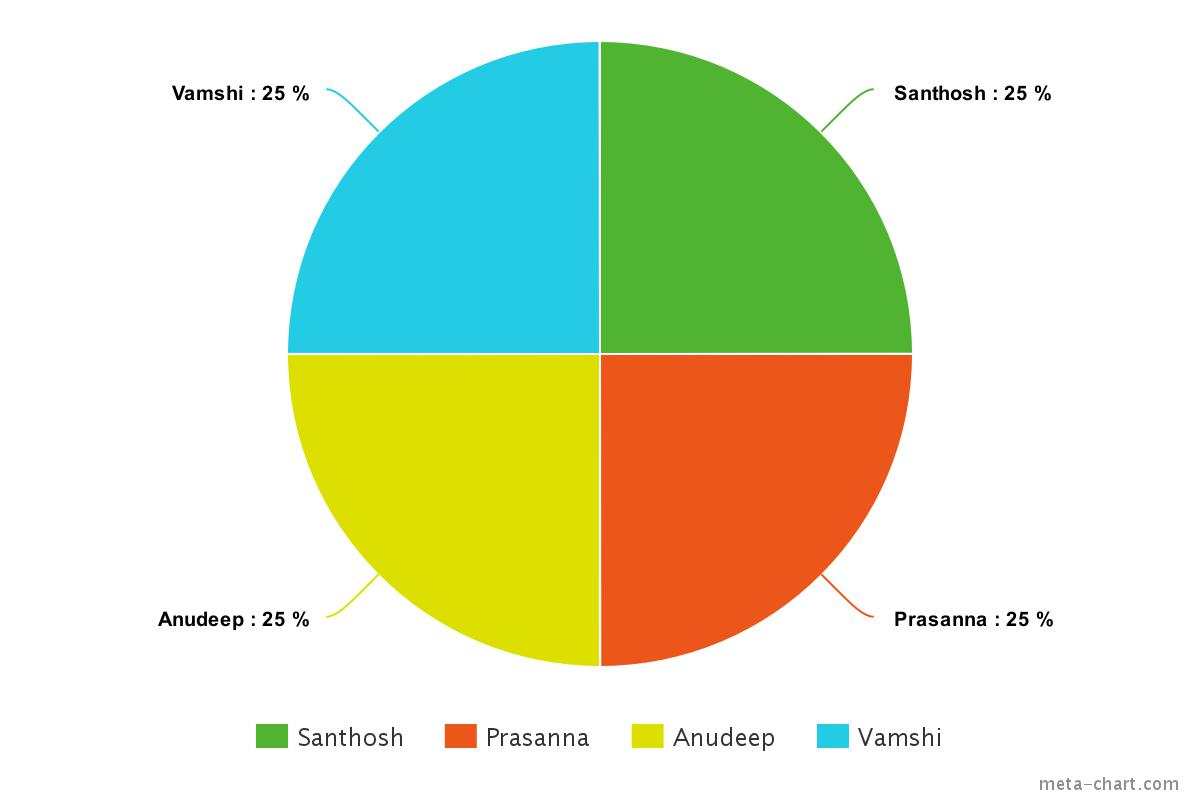 Vamshi : 25 %
Santhosh : 25 %
Anudeep : 25 %
Prasanna : 25 %
Santhosh Prasanna Anudeep Vamshi
meta-chart.com